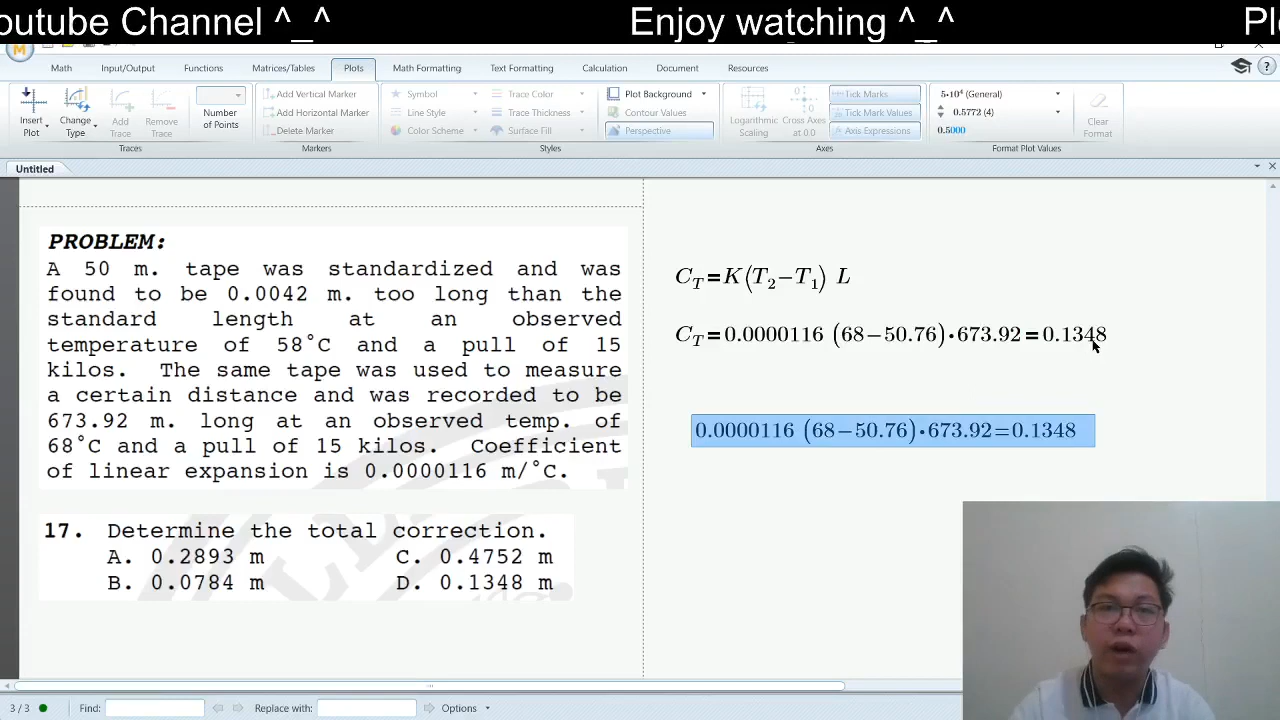 outube Channel ^_^ Enjoy watching ^_^ Pl
Math Input/Output Functions Matrices/Tables Plots Math Formatting Text Formatting Calculation Document Resources
Insert Plot Change Type Add Trace Remove Trace Number of Points
Traces
Add Vertical Marker
Add Horizontal Marker
Delete Marker
Markers
Symbol Trace Color
Line Style Trace Thickness
Color Scheme Surface Fill
Plot Background
Contour Values
Perspective
Styles
Logarithmic Scaling Cross Axes at 0.0
Tick Marks
Tick Mark Values
Axis Expressions
Axes
5•10⁴ (General)
0.5772 (4)
0.5000
Clear Format
Format Plot Values
Untitled
PROBLEM:
A 50 m. tape was standardized and was
found to be 0.0042 m. too long than the
standard length at an observed
temperature of 58°C and a pull of 15
kilos. The same tape was used to measure
a certain distance and was recorded to be
673.92 m. long at an observed temp. of
68°C and a pull of 15 kilos. Coefficient
of linear expansion is 0.0000116 m/°C.
17. Determine the total correction.
A. 0.2893 m C. 0.4752 m
B. 0.0784 m D. 0.1348 m
C_T = K(T₂−T₁) L
C_T = 0.0000116 (68−50.76)•673.92 = 0.1348
0.0000116 (68−50.76)•673.92=0.1348
3 / 3 Find: Replace with: Options